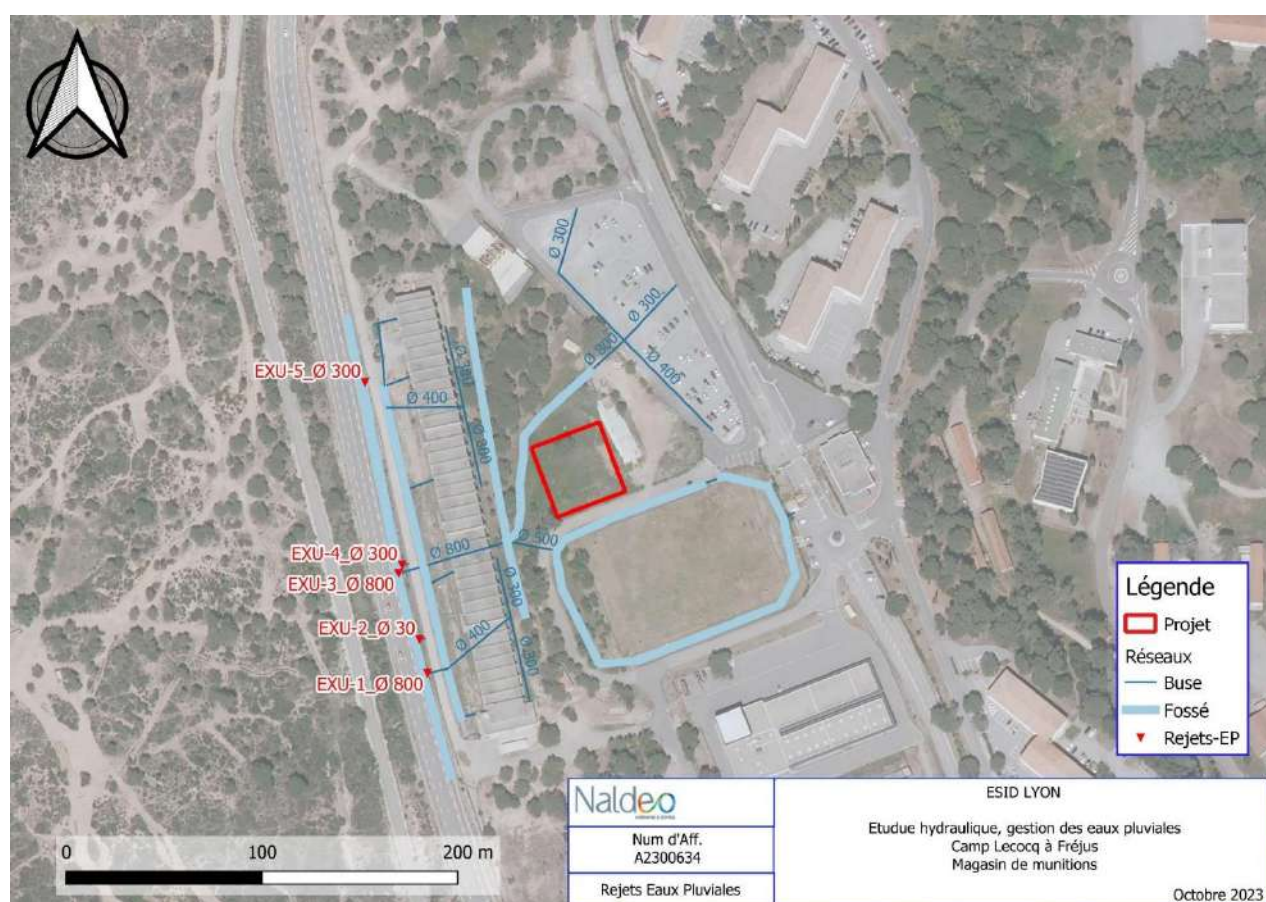 Ø 300
Ø 300
Ø 800
Ø 400
EXU-5_Ø 300
Ø 400
Ø 300
Ø 800
EXU-4_Ø 300
Ø 800
Ø 500
EXU-3_Ø 800
Ø 300
EXU-2_Ø 30
Ø 400
Ø 300
EXU-1_Ø 800
Légende
Projet
Réseaux
Buse
Fossé
Rejets-EP
0 100 200 m
Naldeo
Num d'Aff.
A2300634
Rejets Eaux Pluviales
ESID LYON
Etudue hydraulique, gestion des eaux pluviales
Camp Lecocq à Fréjus
Magasin de munitions
Octobre 2023